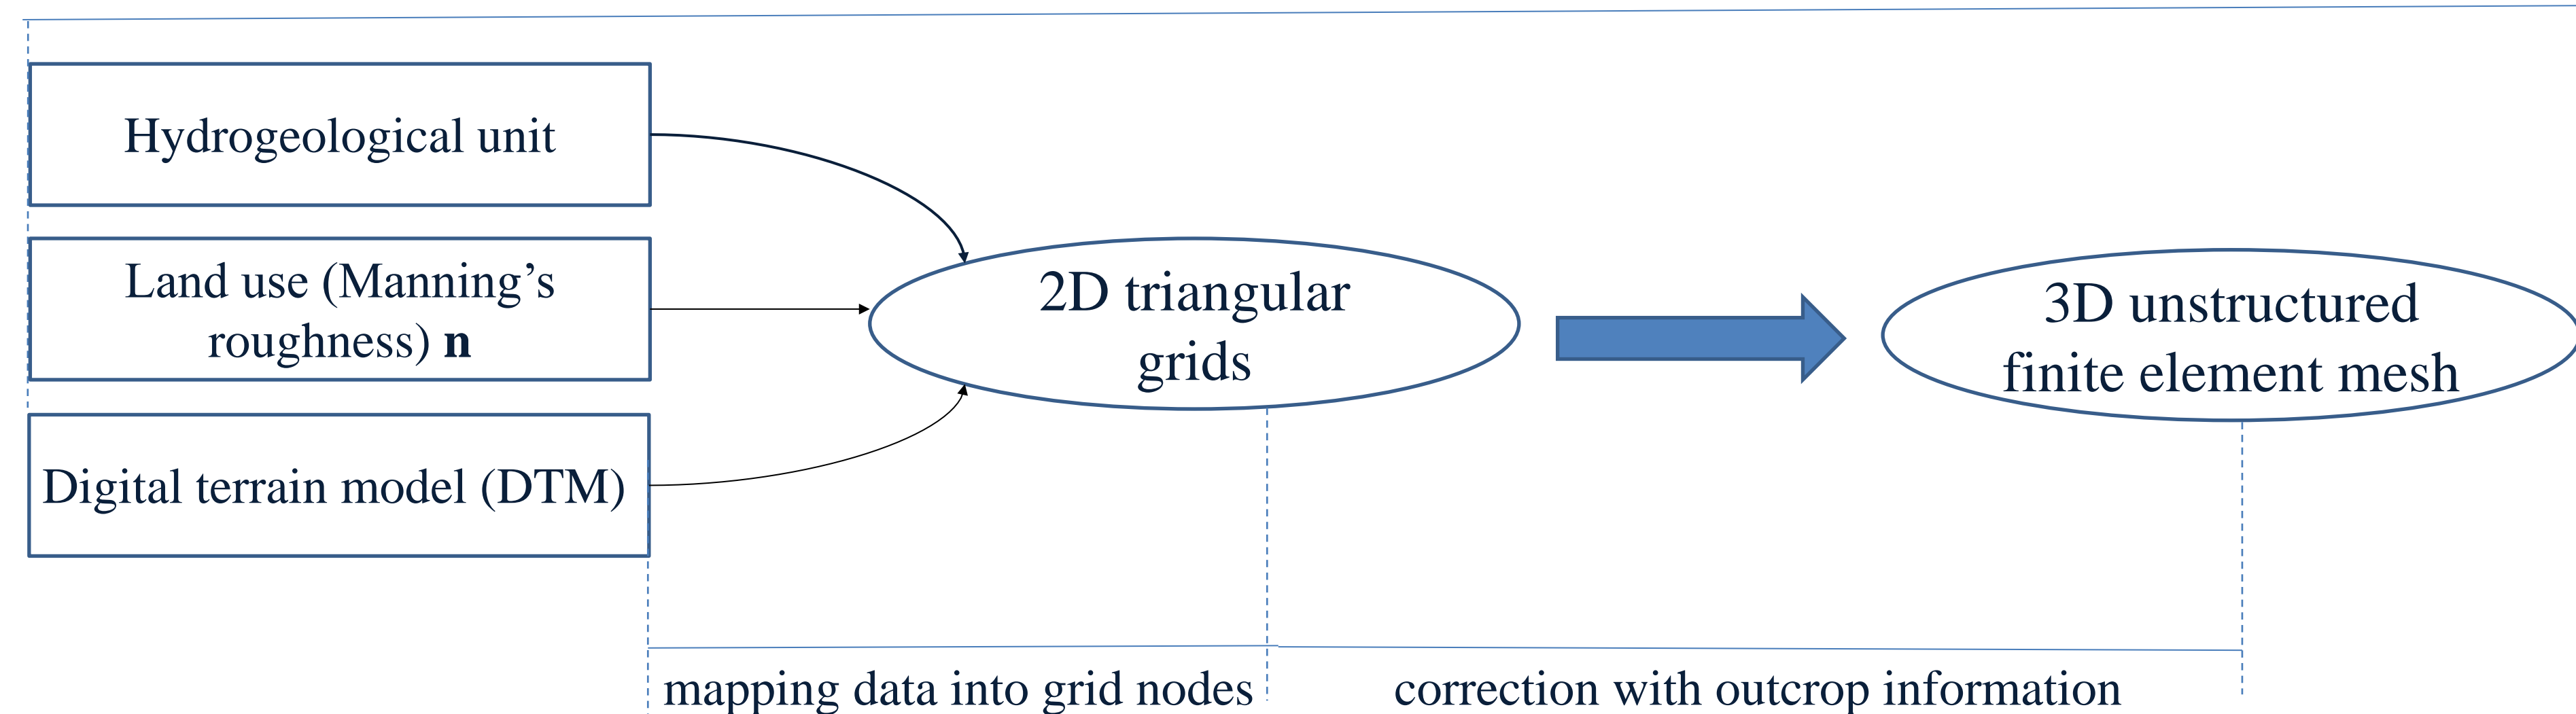 Hydrogeological unit
Land use (Manning’s
roughness) n
Digital terrain model (DTM)
2D triangular
grids
3D unstructured
finite element mesh
mapping data into grid nodes
correction with outcrop information